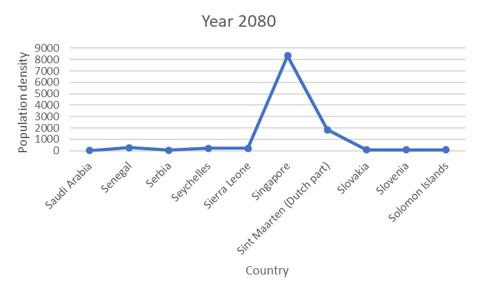 Year 2080
Population density
9000
8000
7000
6000
5000
4000
3000
2000
1000
0
Saudi Arabia
Senegal
Serbia
Seychelles
Sierra Leone
Singapore
Sint Maarten (Dutch part)
Slovakia
Slovenia
Solomon Islands
Country